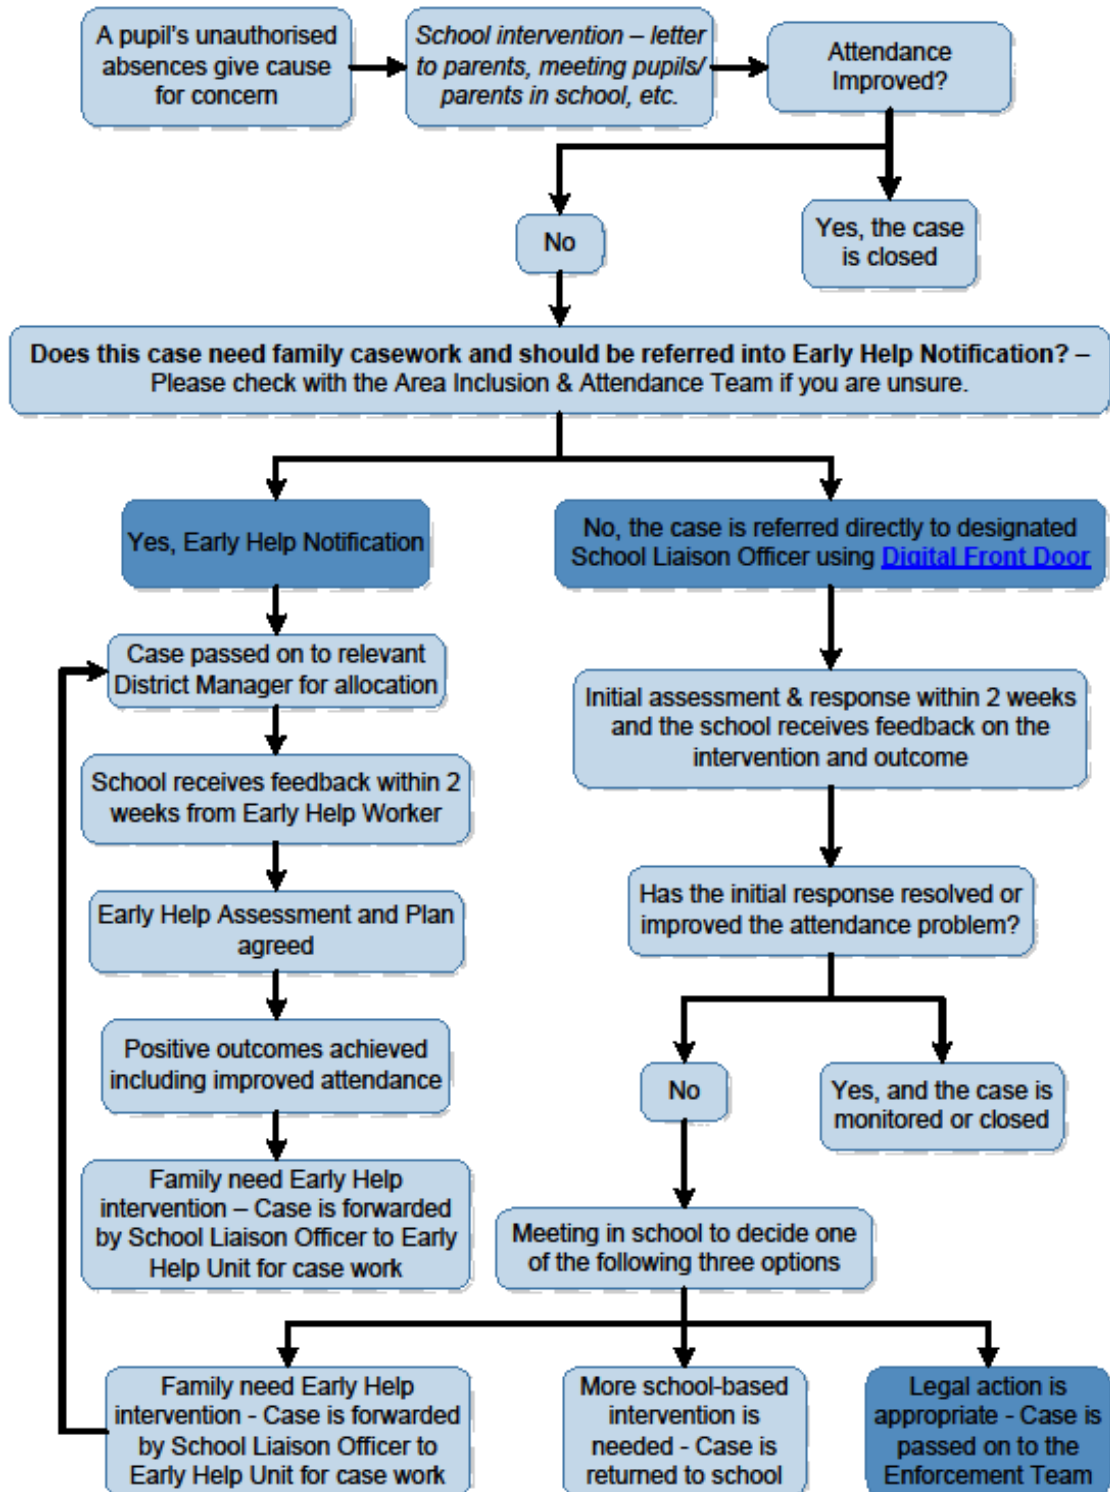 A pupil's unauthorised
absences give cause
for concern
School intervention – letter
to parents, meeting pupils/
parents in school, etc.
Attendance
Improved?
No
Yes, the case
is closed
Does this case need family casework and should be referred into Early Help Notification? –
Please check with the Area Inclusion & Attendance Team if you are unsure.
Yes, Early Help Notification
No, the case is referred directly to designated
School Liaison Officer using Digital Front Door
Case passed on to relevant
District Manager for allocation
School receives feedback within 2
weeks from Early Help Worker
Early Help Assessment and Plan
agreed
Positive outcomes achieved
including improved attendance
Family need Early Help
intervention – Case is forwarded
by School Liaison Officer to Early
Help Unit for case work
Initial assessment & response within 2 weeks
and the school receives feedback on the
intervention and outcome
Has the initial response resolved or
improved the attendance problem?
No
Yes, and the case is
monitored or closed
Meeting in school to decide one
of the following three options
Family need Early Help
intervention - Case is forwarded
by School Liaison Officer to
Early Help Unit for case work
More school-based
intervention is
needed - Case is
returned to school
Legal action is
appropriate - Case is
passed on to the
Enforcement Team